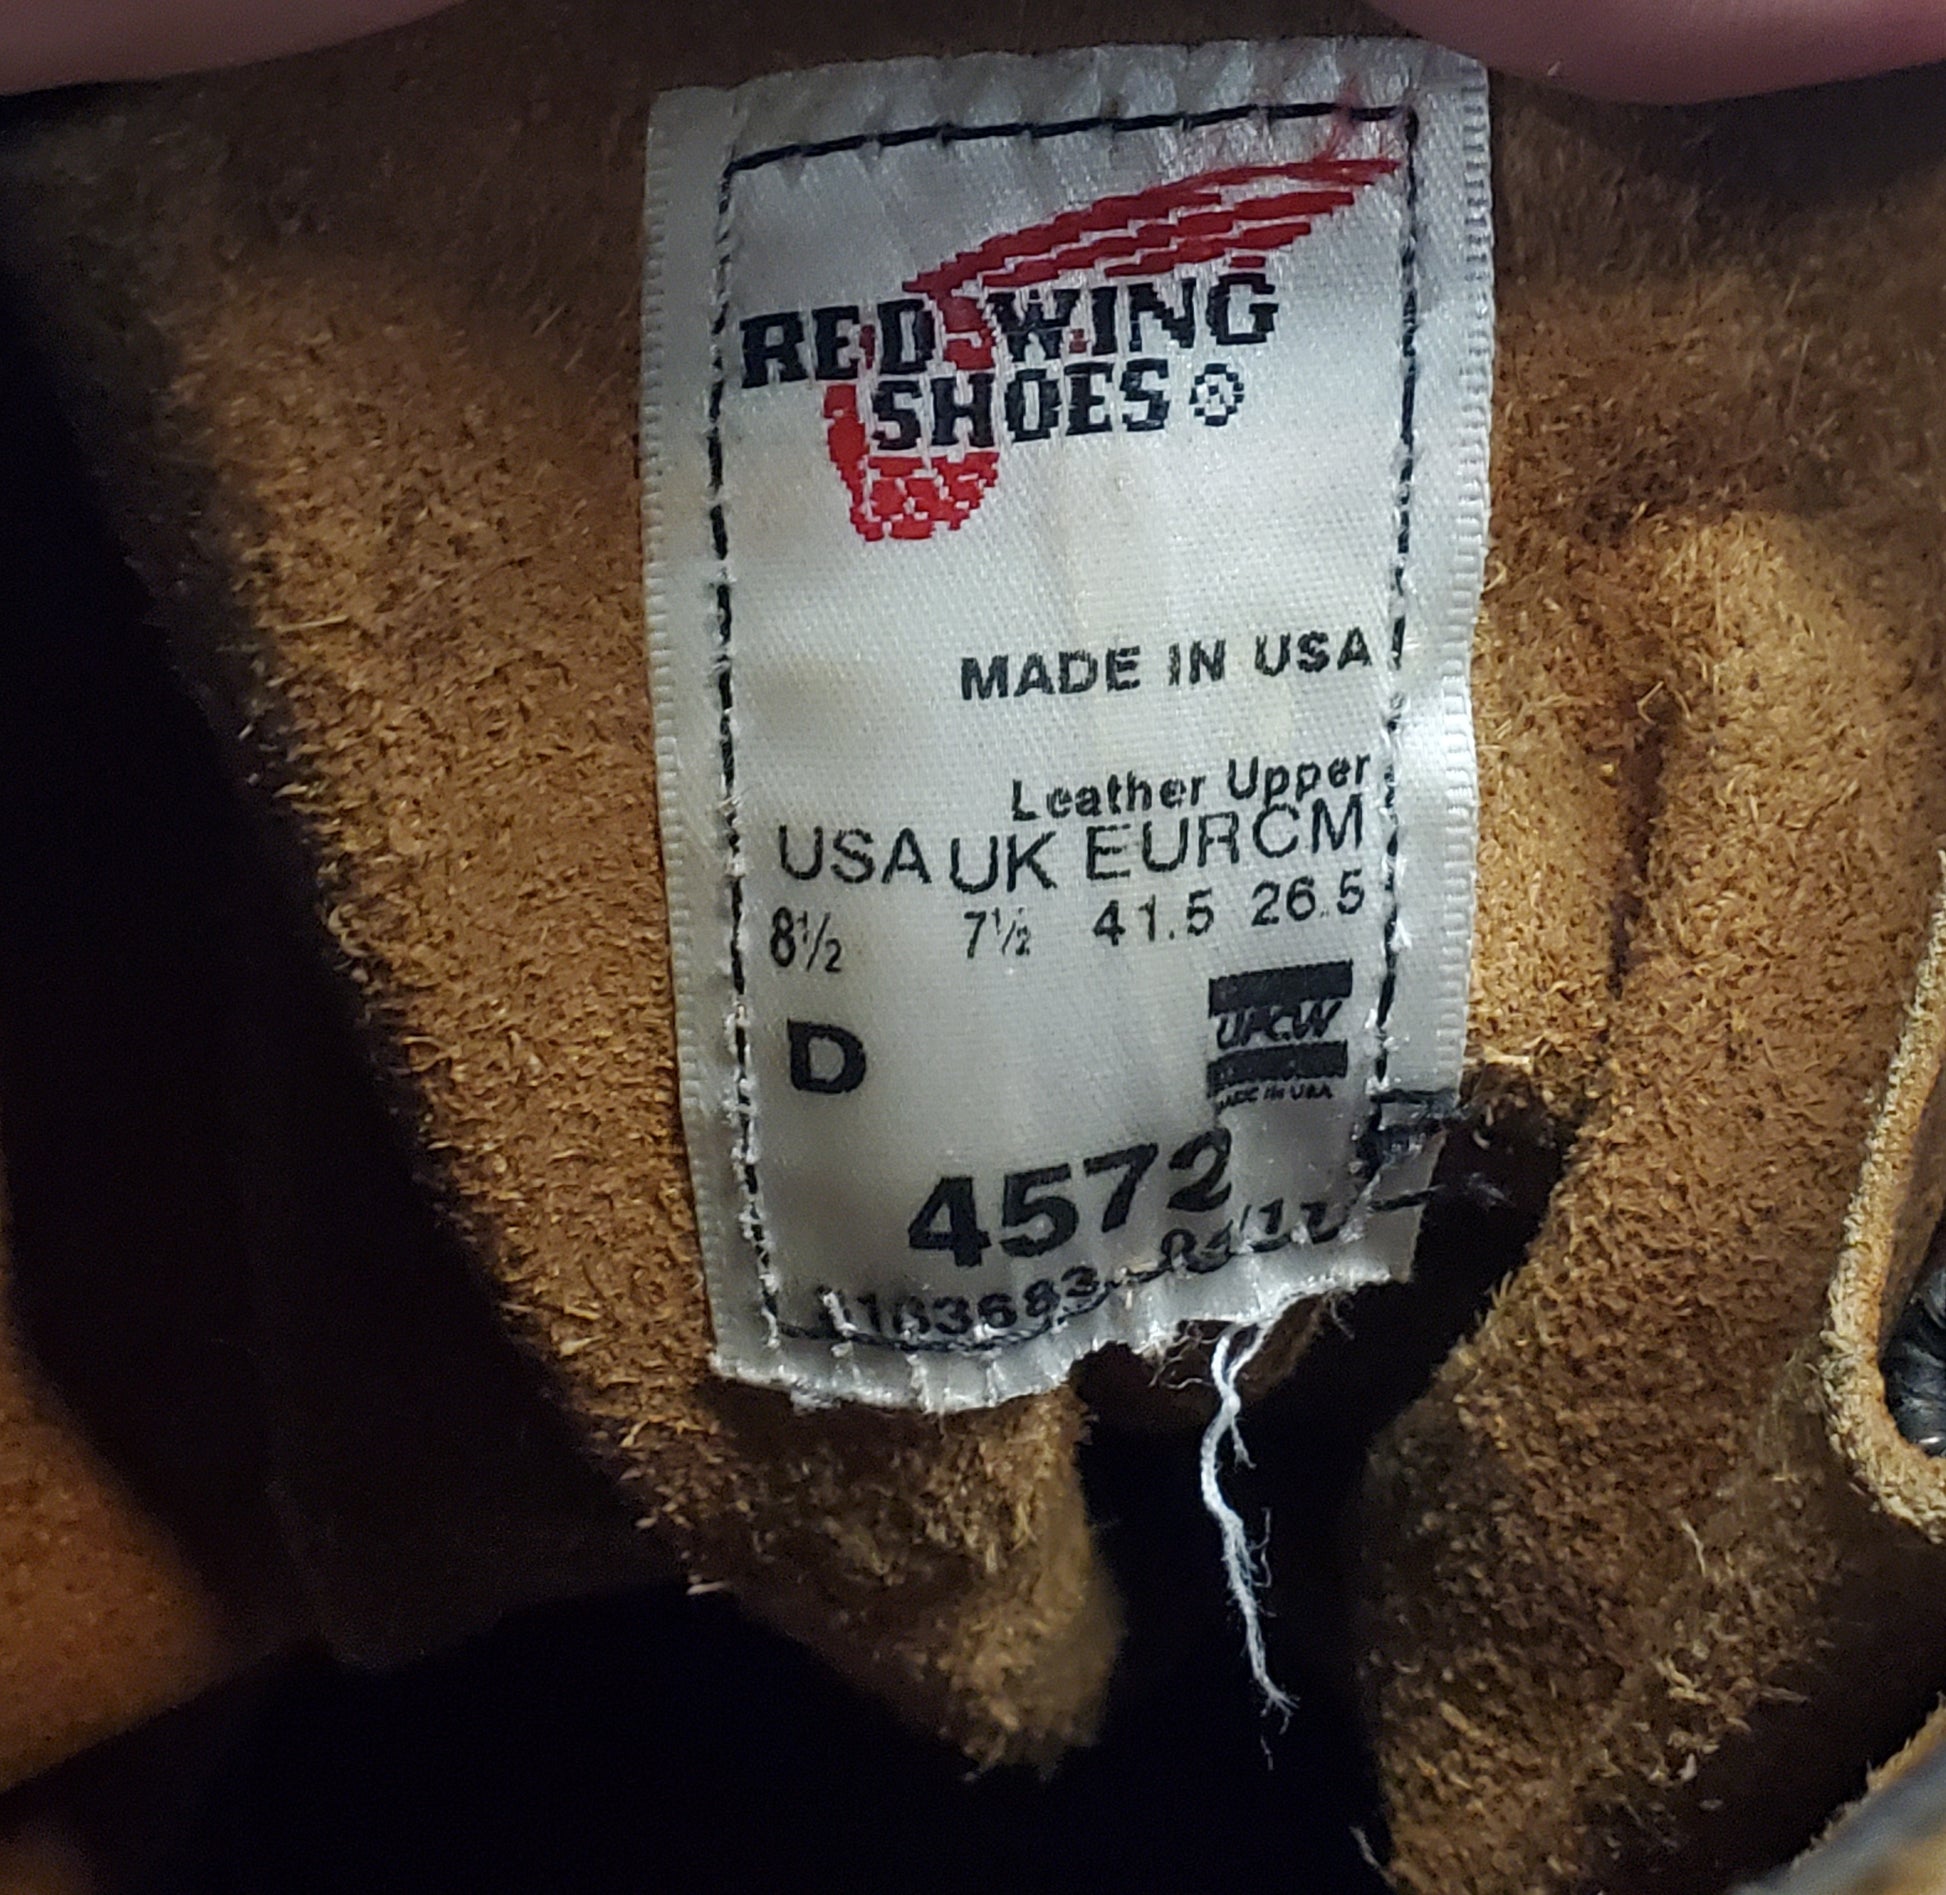 RED WING
SHOES ®
MADE IN USA
Leather Upper
USA UK EUR CM
8½ 7½ 41.5 26.5
D
UFCW
MADE IN USA
4572